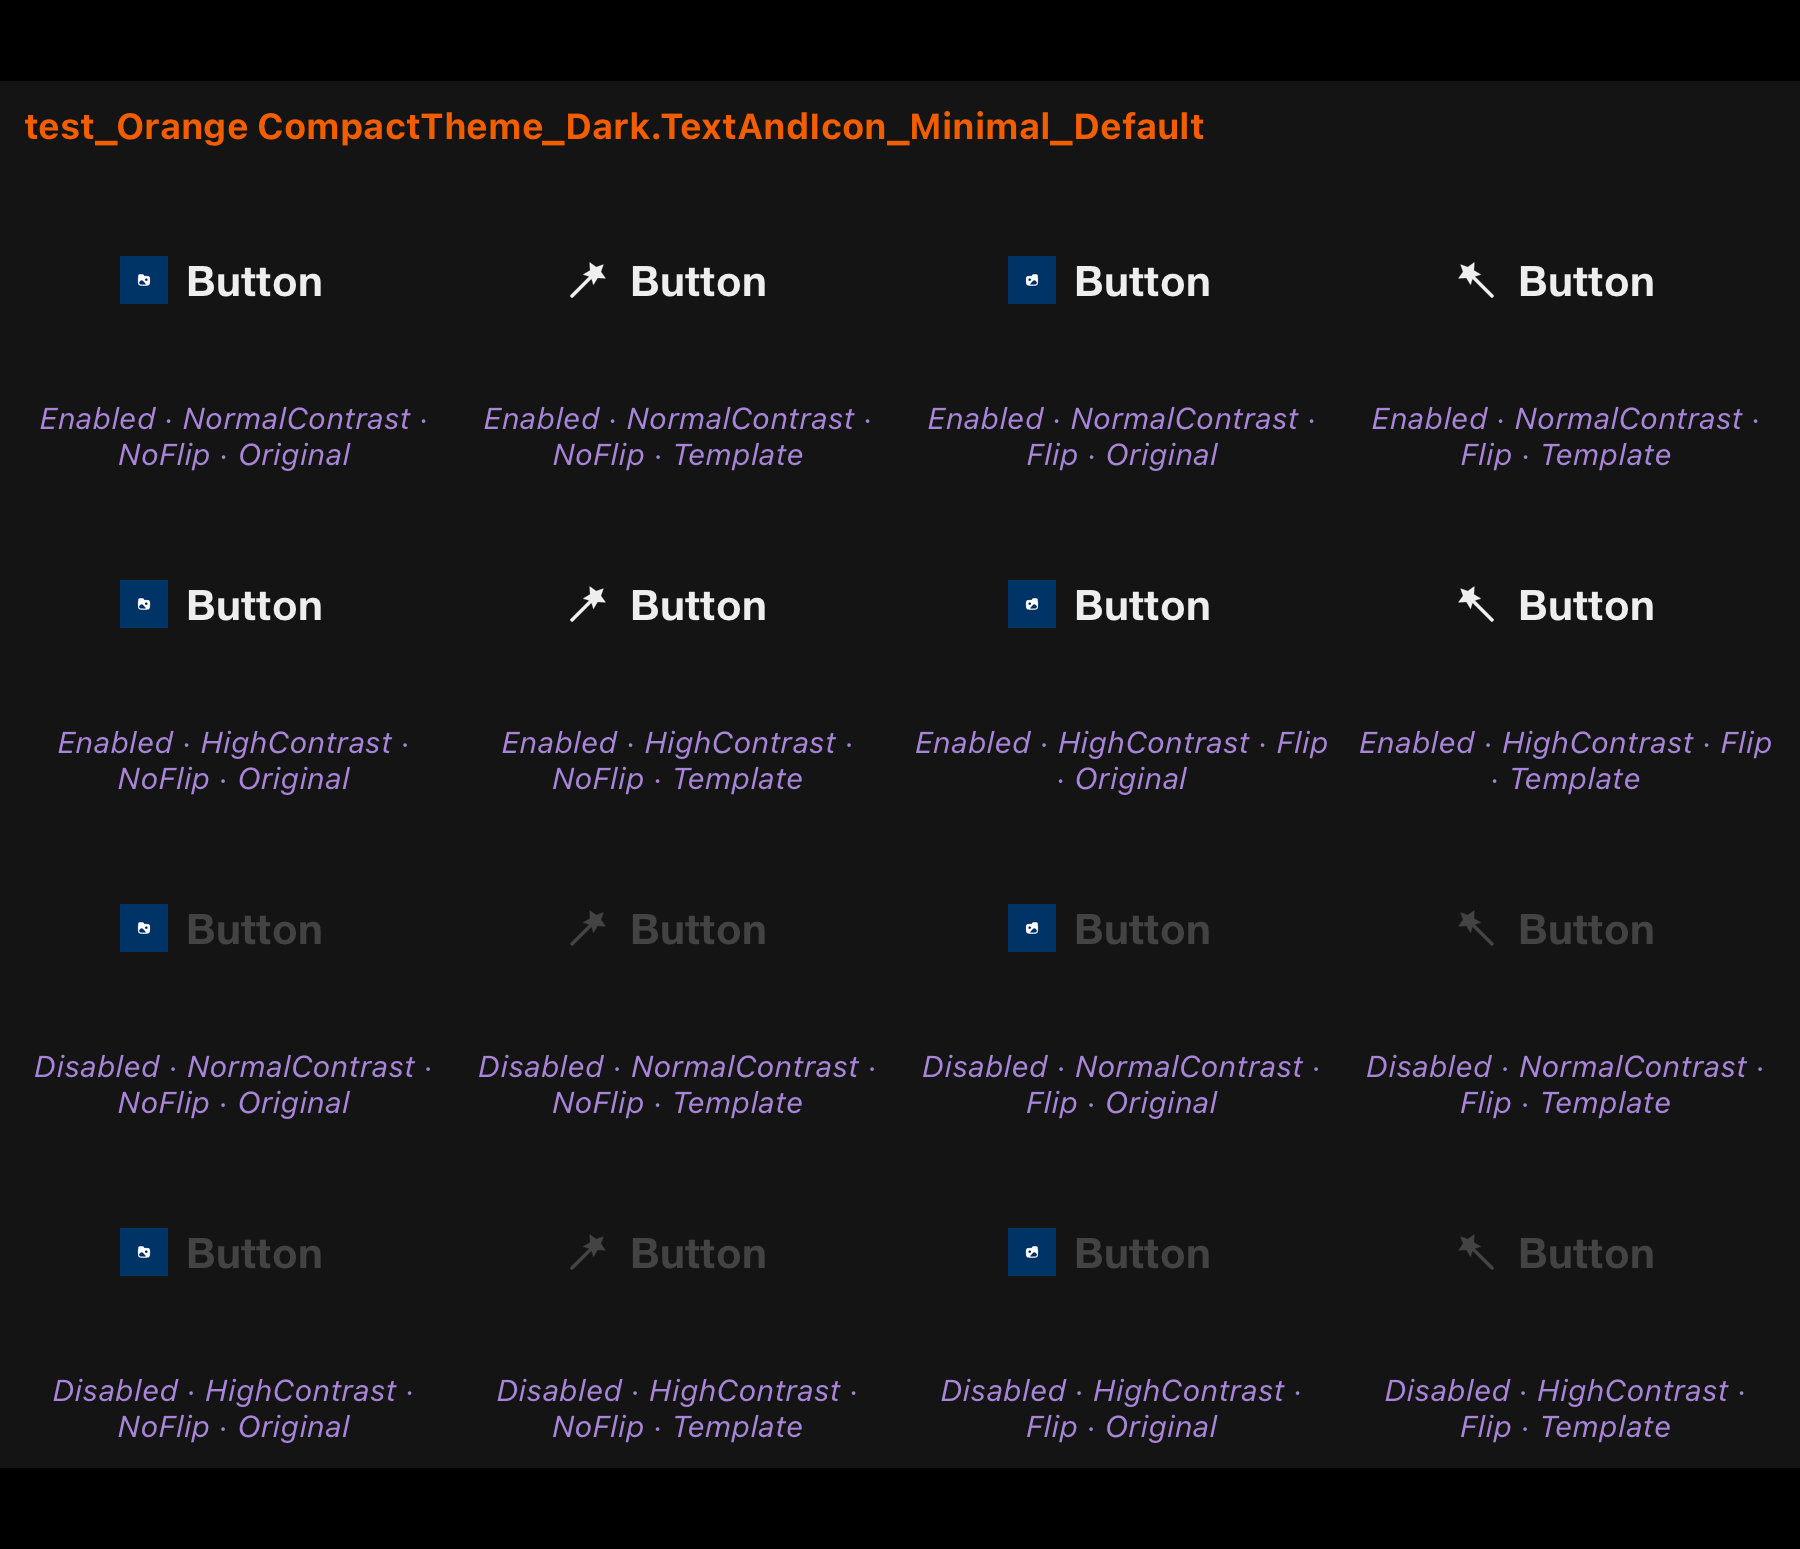 test_Orange CompactTheme_Dark.TextAndIcon_Minimal_Default
Button Button Button Button
Enabled · NormalContrast · Enabled · NormalContrast · Enabled · NormalContrast · Enabled · NormalContrast ·
NoFlip · Original NoFlip · Template Flip · Original Flip · Template
Button Button Button Button
Enabled · HighContrast · Enabled · HighContrast · Enabled · HighContrast · Flip Enabled · HighContrast · Flip
NoFlip · Original NoFlip · Template · Original · Template
Button Button Button Button
Disabled · NormalContrast · Disabled · NormalContrast · Disabled · NormalContrast · Disabled · NormalContrast ·
NoFlip · Original NoFlip · Template Flip · Original Flip · Template
Button Button Button Button
Disabled · HighContrast · Disabled · HighContrast · Disabled · HighContrast · Disabled · HighContrast ·
NoFlip · Original NoFlip · Template Flip · Original Flip · Template